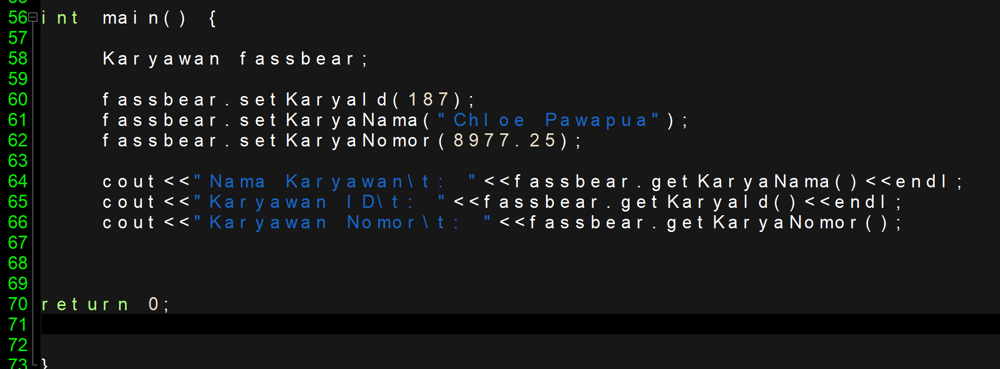 56 int main() {
57
58 Karyawan fassbear;
59
60 fassbear.setKaryaId(187);
61 fassbear.setKaryaNama("Chloe Pawapua");
62 fassbear.setKaryaNomor(8977.25);
63
64 cout<<"Nama Karyawan\t: "<<fassbear.getKaryaNama()<<endl;
65 cout<<"Karyawan ID\t: "<<fassbear.getKaryaId()<<endl;
66 cout<<"Karyawan Nomor\t: "<<fassbear.getKaryaNomor();
67
68
69
70 return 0;
71
72
73 }